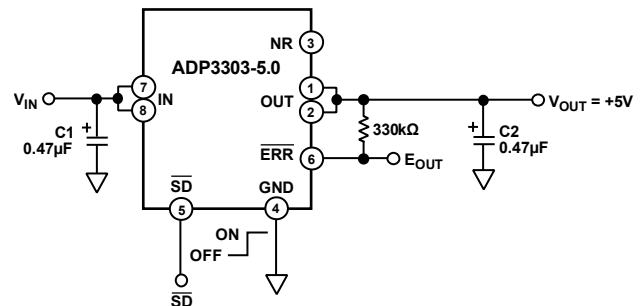 NR
3
ADP3303-5.0
7
8
IN
V_IN
C1
0.47µF
+
1
2
OUT
330kΩ
V_OUT = +5V
+
C2
0.47µF
ERR
6
E_OUT
SD
5
GND
4
ON
OFF
SD